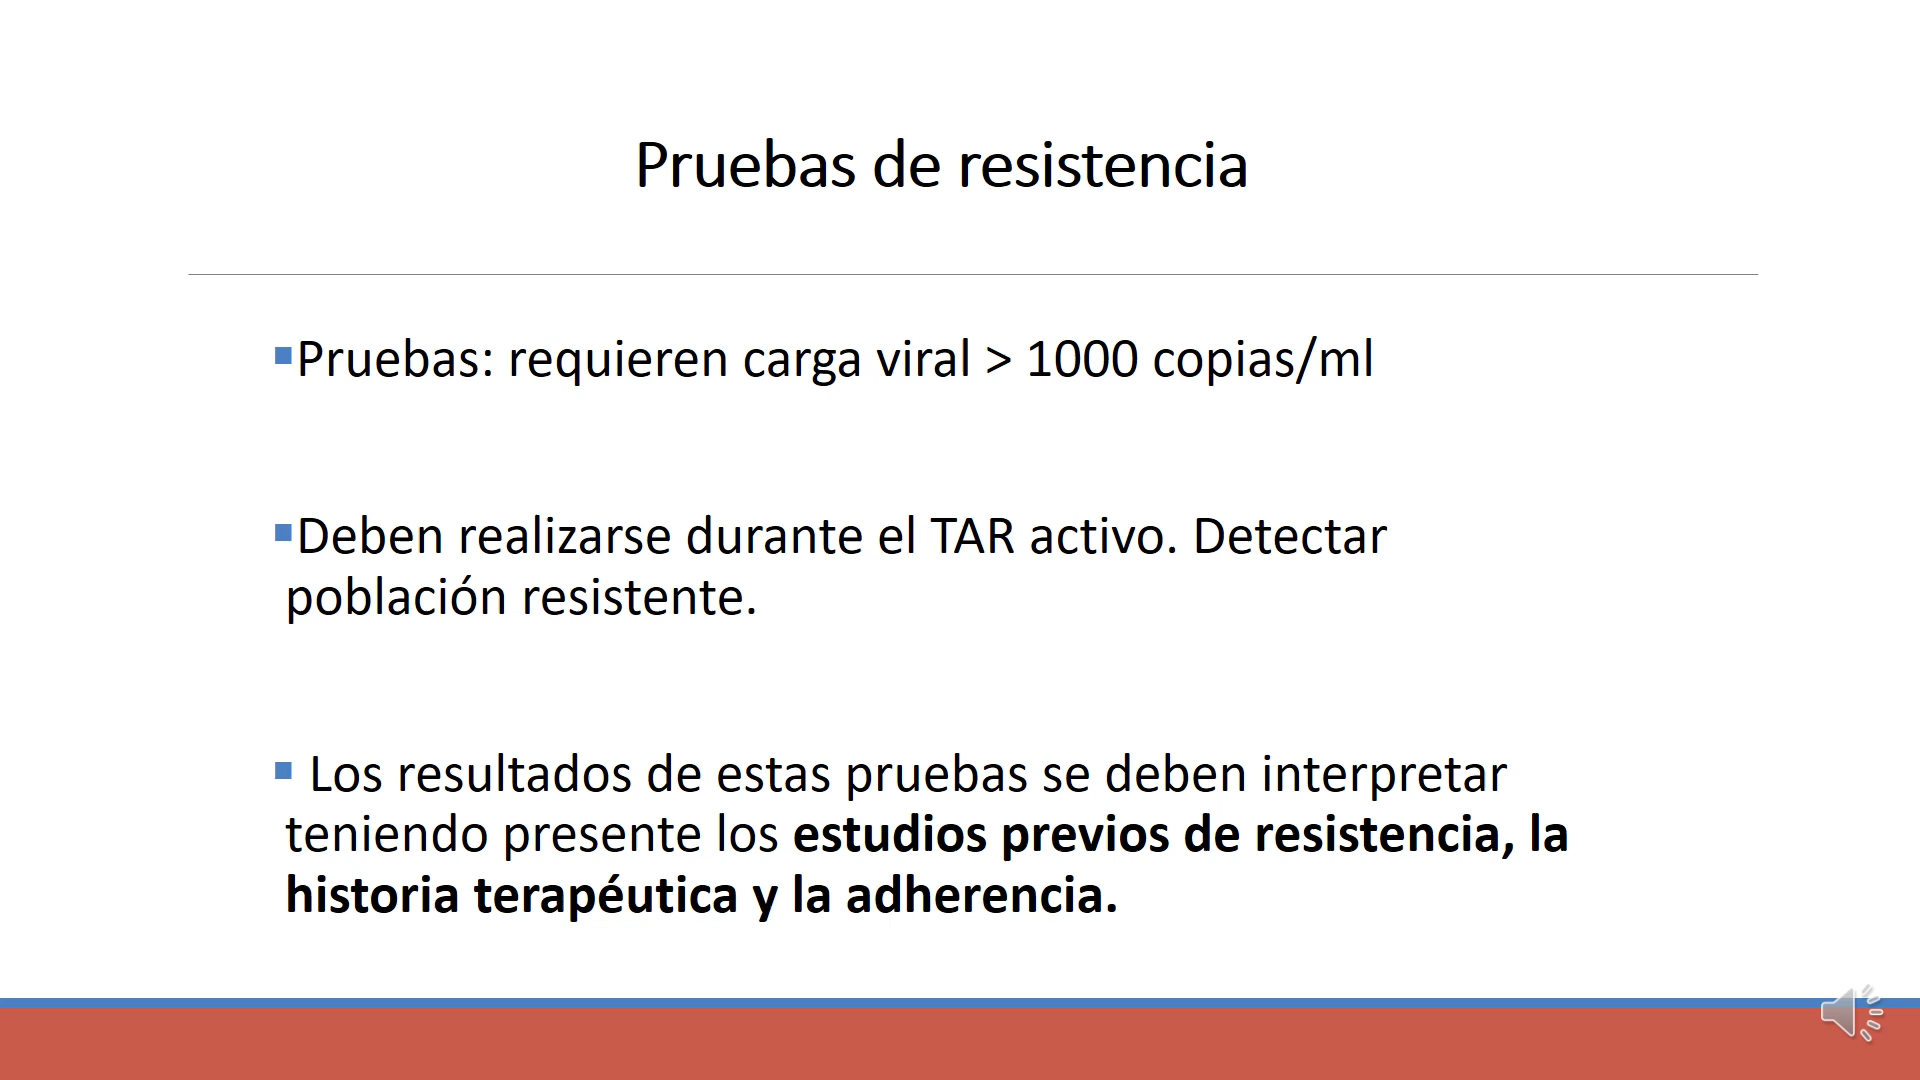 Pruebas de resistencia
▪Pruebas: requieren carga viral > 1000 copias/ml
▪Deben realizarse durante el TAR activo. Detectar
población resistente.
▪ Los resultados de estas pruebas se deben interpretar
teniendo presente los estudios previos de resistencia, la
historia terapéutica y la adherencia.